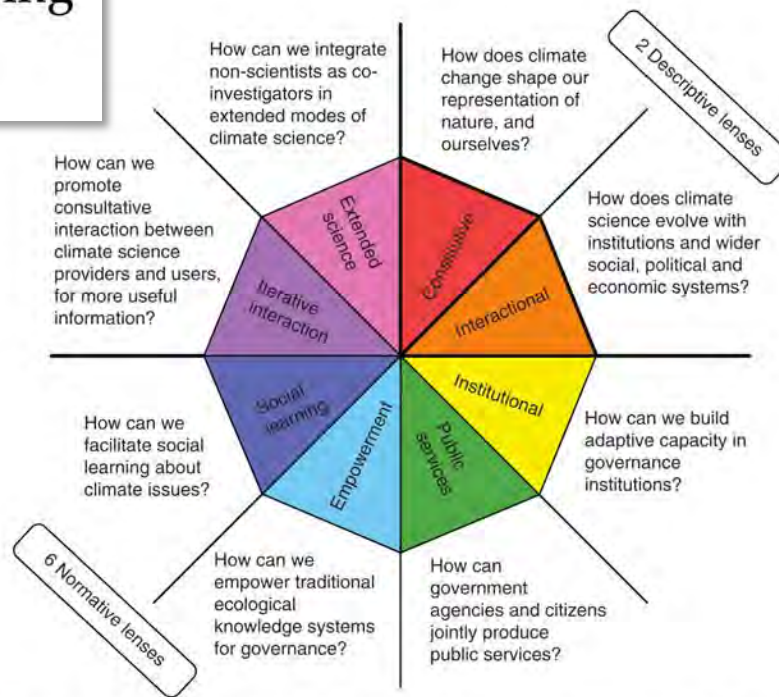 ing
How can we integrate
non-scientists as co-
investigators in
extended modes of
climate science?
How does climate
change shape our
representation of
nature, and
ourselves?
2 Descriptive lenses
How can we
promote
consultative
interaction between
climate science
providers and users,
for more useful
information?
How does climate
science evolve with
institutions and wider
social, political and
economic systems?
Extended
science
Constitutive
Iterative
interaction
Interactional
Social
learning
Institutional
Empowerment
Public
services
How can we
facilitate social
learning about
climate issues?
How can we build
adaptive capacity in
governance
institutions?
6 Normative lenses
How can we
empower traditional
ecological
knowledge systems
for governance?
How can
government
agencies and citizens
jointly produce
public services?